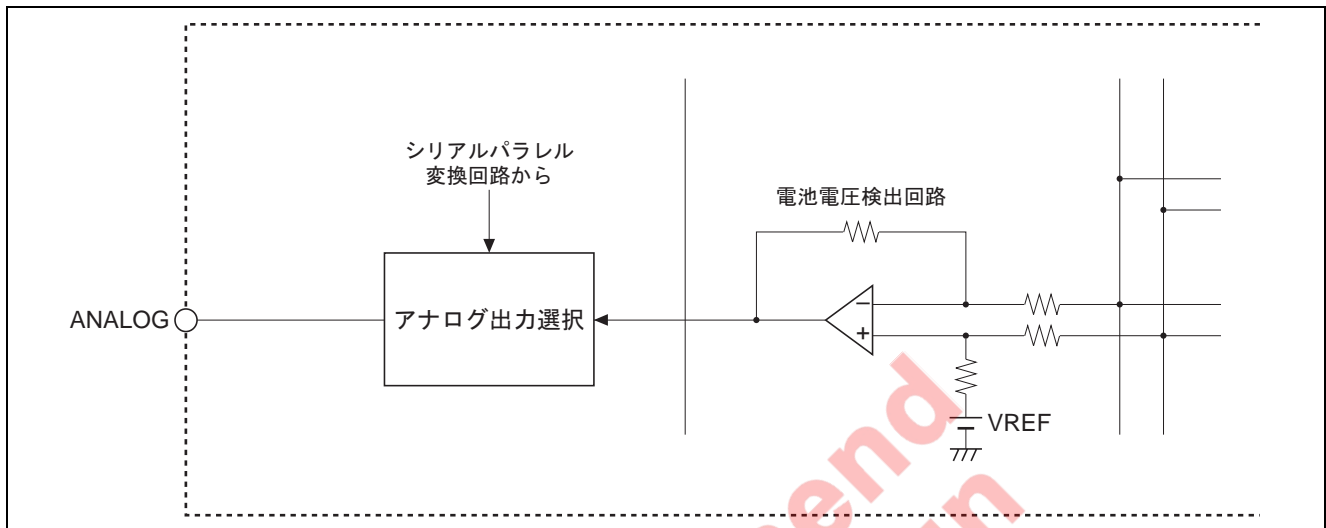 シリアルパラレル
変換回路から
電池電圧検出回路
ANALOG
アナログ出力選択
−
+
VREF
end